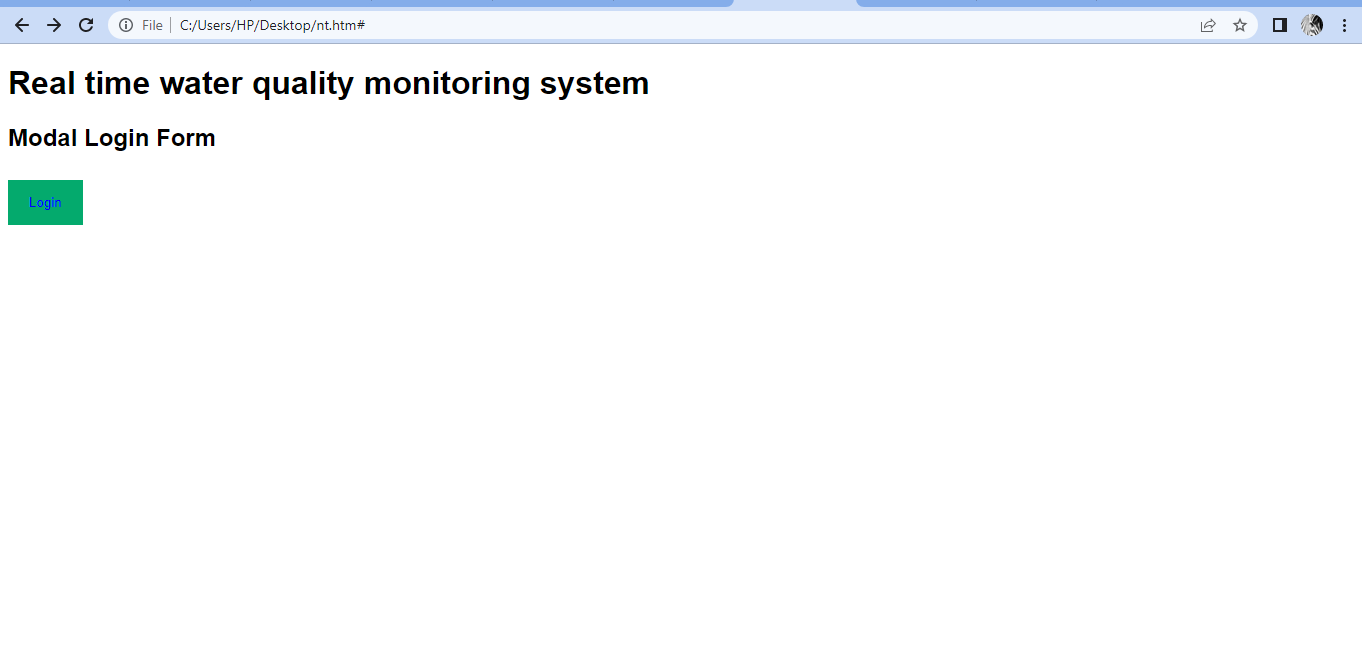 File C:/Users/HP/Desktop/nt.htm#
Real time water quality monitoring system
Modal Login Form
Login